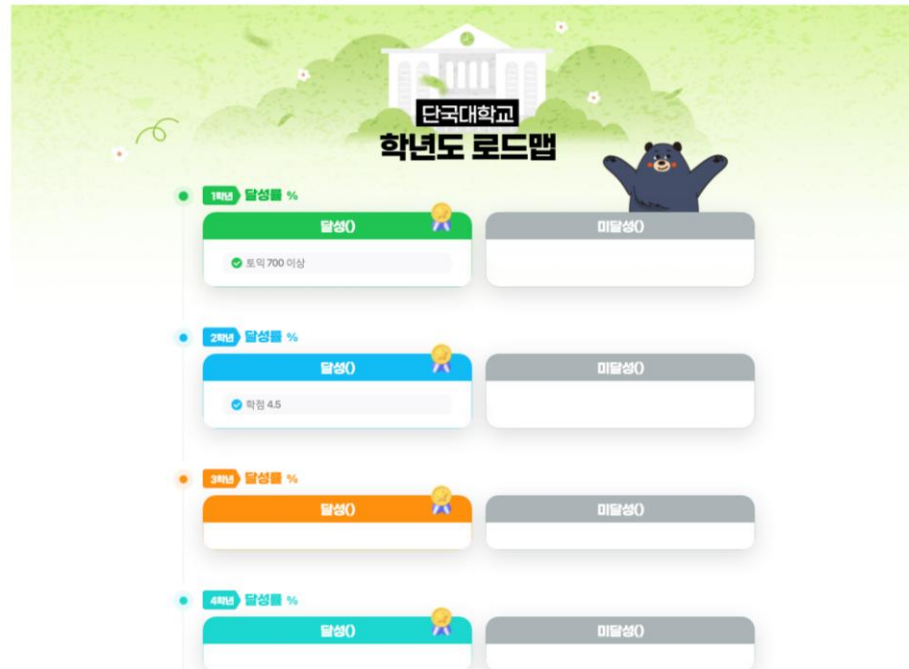 단국대학교
학년도 로드맵
1학년 달성률 %
달성() 미달성()
토익 700 이상
2학년 달성률 %
달성() 미달성()
학점 4.5
3학년 달성률 %
달성() 미달성()
4학년 달성률 %
달성() 미달성()